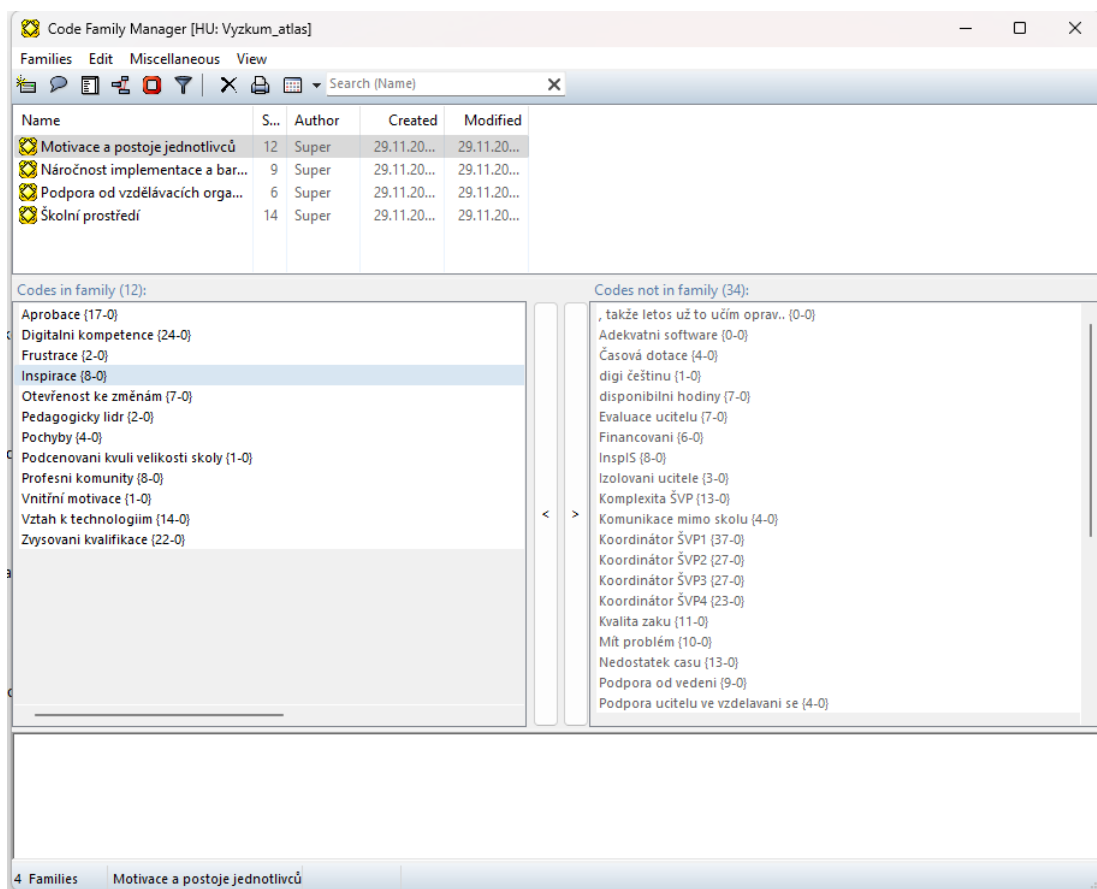 Code Family Manager [HU: Vyzkum_atlas]
Families Edit Miscellaneous View
Search (Name)
Name S... Author Created Modified
Motivace a postoje jednotlivců 12 Super 29.11.20... 29.11.20...
Náročnost implementace a bar... 9 Super 29.11.20... 29.11.20...
Podpora od vzdělávacích orga... 6 Super 29.11.20... 29.11.20...
Školní prostředí 14 Super 29.11.20... 29.11.20...
Codes in family (12):
Aprobace {17-0}
Digitalni kompetence {24-0}
Frustrace {2-0}
Inspirace {8-0}
Otevřenost ke změnám {7-0}
Pedagogicky lidr {2-0}
Pochyby {4-0}
Podcenovani kvuli velikosti skoly {1-0}
Profesni komunity {8-0}
Vnitřní motivace {1-0}
Vztah k technologiim {14-0}
Zvysovani kvalifikace {22-0}
< >
Codes not in family (34):
, takže letos už to učím oprav.. {0-0}
Adekvatni software {0-0}
Časová dotace {4-0}
digi češtinu {1-0}
disponibilni hodiny {7-0}
Evaluace ucitelu {7-0}
Financovani {6-0}
InspIS {8-0}
Izolovani ucitele {3-0}
Komplexita ŠVP {13-0}
Komunikace mimo skolu {4-0}
Koordinátor ŠVP1 {37-0}
Koordinátor ŠVP2 {27-0}
Koordinátor ŠVP3 {27-0}
Koordinátor ŠVP4 {23-0}
Kvalita zaku {11-0}
Mít problém {10-0}
Nedostatek casu {13-0}
Podpora od vedeni {9-0}
Podpora ucitelu ve vzdelavani se {4-0}
4 Families Motivace a postoje jednotlivců